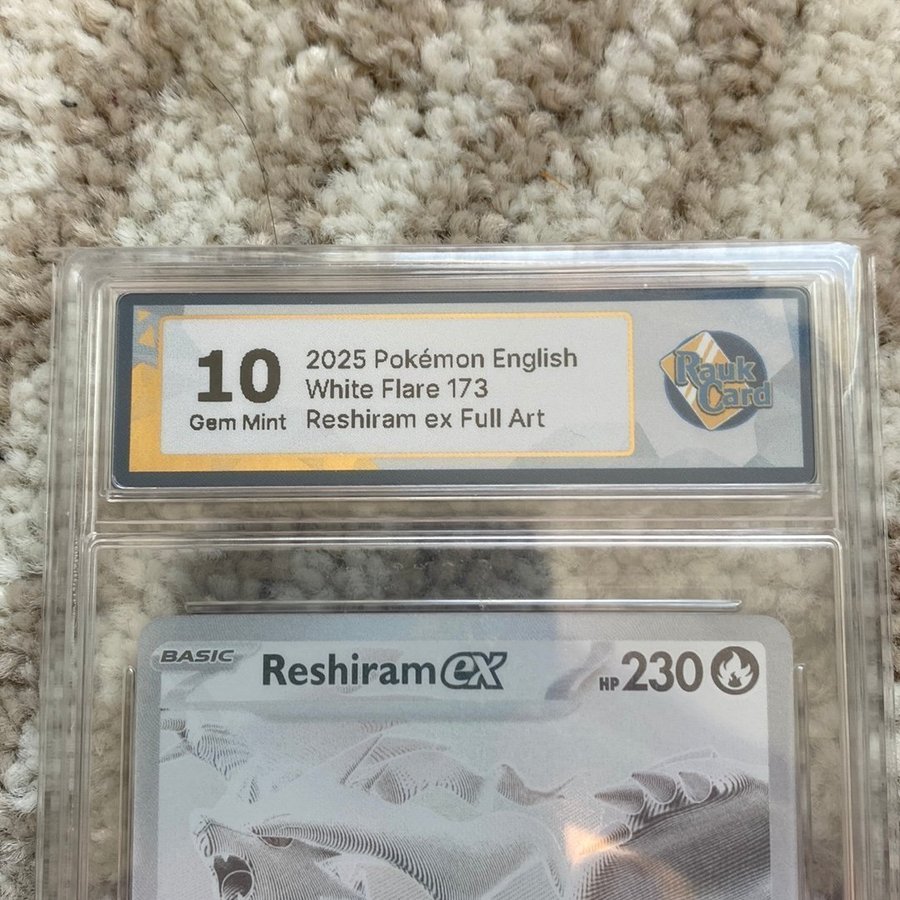 10
Gem Mint
2025 Pokémon English
White Flare 173
Reshiram ex Full Art
Rauk
Card
BASIC
Reshiram ex
HP 230